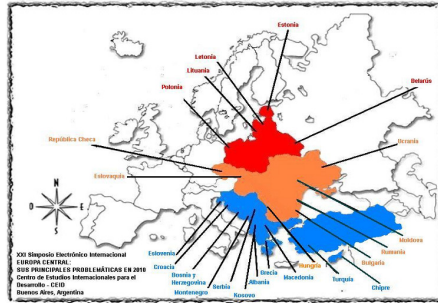 Estonia
Letonia
Lituania
Polonia
Belarús
República Checa
Ucrania
Eslovaquia
D
E
Moldova
Rumania
Bulgaria
Hungría
Eslovenia
Croacia
Bosnia y
Herzegovina
Montenegro
Serbia
Kosovo
Albania
Grecia
Macedonia
Turquía
Chipre
XXI Simposio Electrónico Internacional
EUROPA CENTRAL:
SUS PRINCIPALES PROBLEMÁTICAS EN 2010
Centro de Estudios Internacionales para el
Desarrollo - CEID
Buenos Aires, Argentina